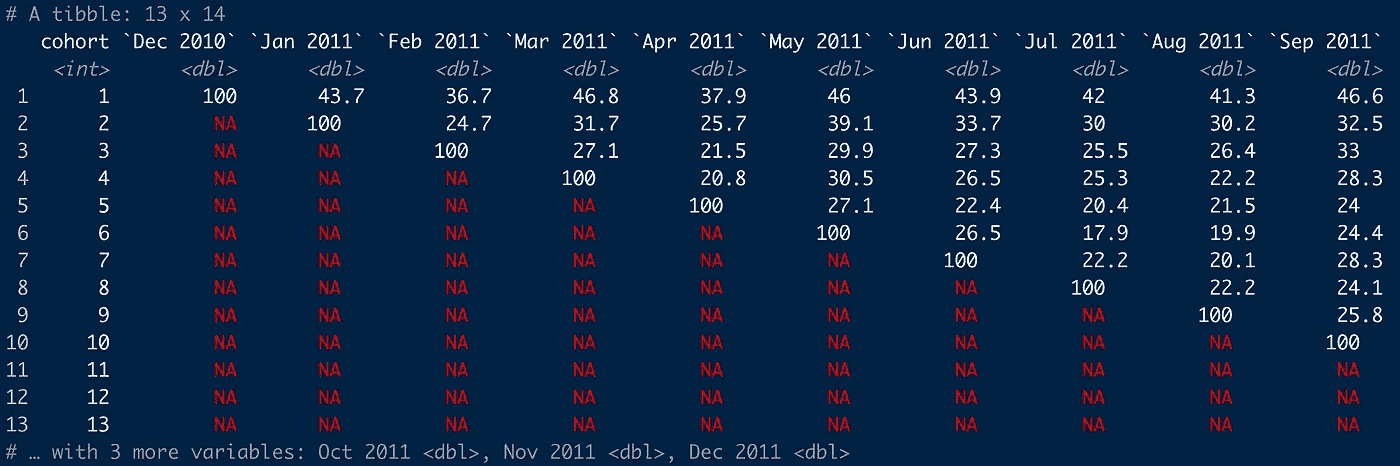 # A tibble: 13 x 14
cohort `Dec 2010` `Jan 2011` `Feb 2011` `Mar 2011` `Apr 2011` `May 2011` `Jun 2011` `Jul 2011` `Aug 2011` `Sep 2011`
<int> <dbl> <dbl> <dbl> <dbl> <dbl> <dbl> <dbl> <dbl> <dbl> <dbl>
1 1 100 43.7 36.7 46.8 37.9 46 43.9 42 41.3 46.6
2 2 NA 100 24.7 31.7 25.7 39.1 33.7 30 30.2 32.5
3 3 NA NA 100 27.1 21.5 29.9 27.3 25.5 26.4 33
4 4 NA NA NA 100 20.8 30.5 26.5 25.3 22.2 28.3
5 5 NA NA NA NA 100 27.1 22.4 20.4 21.5 24
6 6 NA NA NA NA NA 100 26.5 17.9 19.9 24.4
7 7 NA NA NA NA NA NA 100 22.2 20.1 28.3
8 8 NA NA NA NA NA NA NA 100 22.2 24.1
9 9 NA NA NA NA NA NA NA NA 100 25.8
10 10 NA NA NA NA NA NA NA NA NA 100
11 11 NA NA NA NA NA NA NA NA NA NA
12 12 NA NA NA NA NA NA NA NA NA NA
13 13 NA NA NA NA NA NA NA NA NA NA
# … with 3 more variables: Oct 2011 <dbl>, Nov 2011 <dbl>, Dec 2011 <dbl>